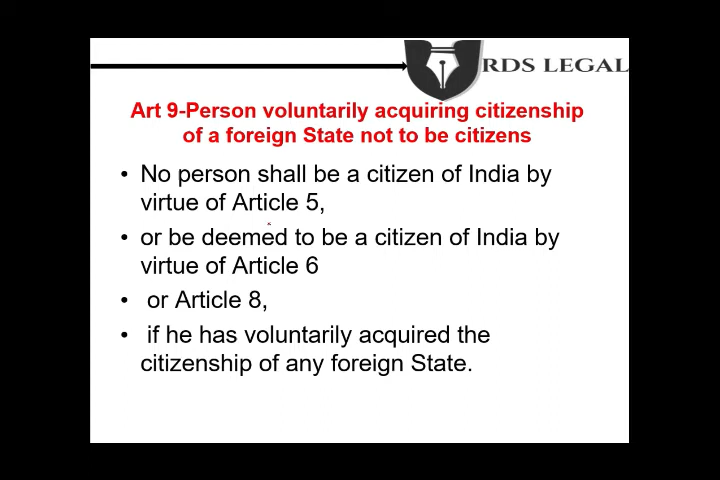 RDS LEGAL
Art 9-Person voluntarily acquiring citizenship
of a foreign State not to be citizens
• No person shall be a citizen of India by
virtue of Article 5,
• or be deemed to be a citizen of India by
virtue of Article 6
• or Article 8,
• if he has voluntarily acquired the
citizenship of any foreign State.